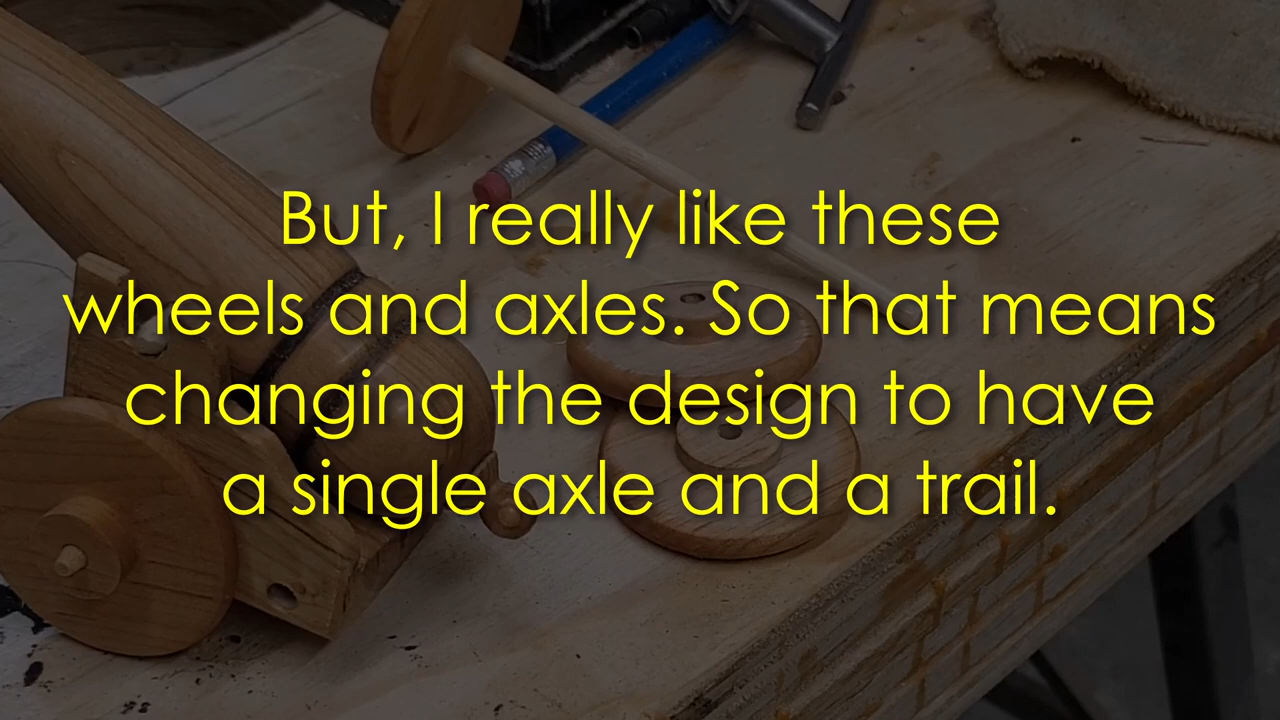 But, I really like these
wheels and axles. So that means
changing the design to have
a single axle and a trail.